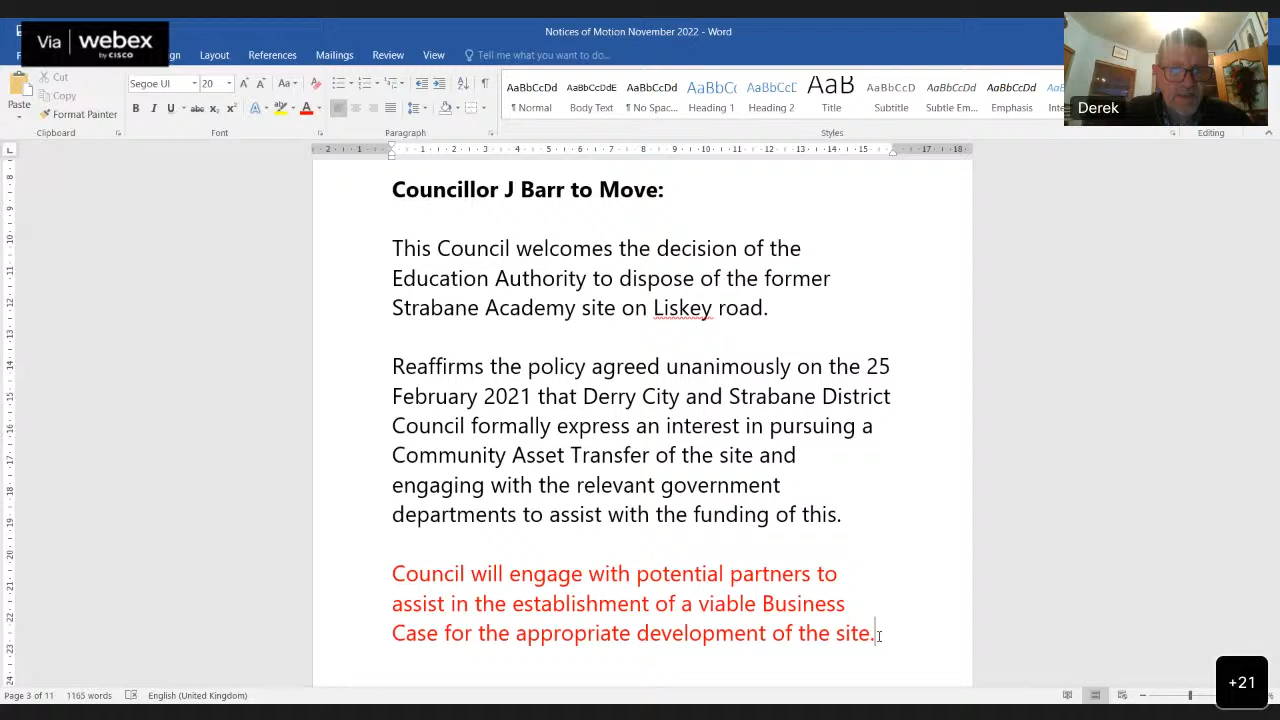 Via webex
by CISCO
Notices of Motion November 2022 - Word
Layout References Mailings Review View Tell me what you want to do...
Cut
Copy
Paste
Format Painter
Segoe UI 20
Clipboard Font Paragraph Styles Editing
AaBbCcDd AaBbCcDdE AaBbCcDd AaBbCc AaBbCcD AaB AaBbCcDd AaBbCcDd AaBbCcDd
¶ Normal Body Text ¶ No Spac... Heading 1 Heading 2 Title Subtitle Subtle Em... Emphasis
Derek
Councillor J Barr to Move:
This Council welcomes the decision of the
Education Authority to dispose of the former
Strabane Academy site on Liskey road.
Reaffirms the policy agreed unanimously on the 25
February 2021 that Derry City and Strabane District
Council formally express an interest in pursuing a
Community Asset Transfer of the site and
engaging with the relevant government
departments to assist with the funding of this.
Council will engage with potential partners to
assist in the establishment of a viable Business
Case for the appropriate development of the site.
Page 3 of 11 1165 words English (United Kingdom)
+21